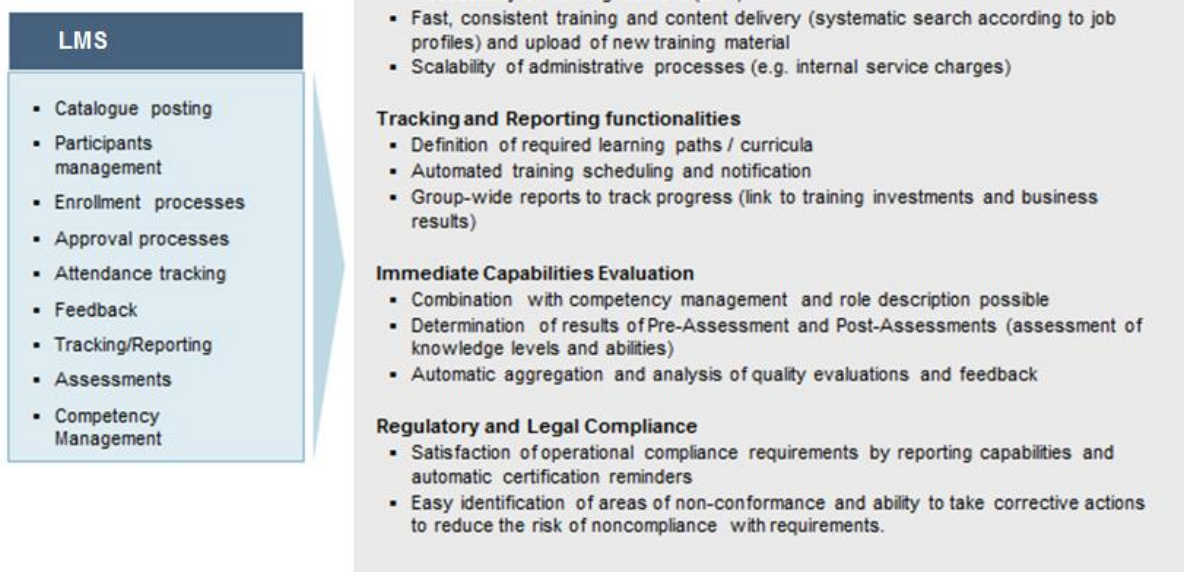 LMS
▪ Catalogue posting
▪ Participants
management
▪ Enrollment processes
▪ Approval processes
▪ Attendance tracking
▪ Feedback
▪ Tracking/Reporting
▪ Assessments
▪ Competency
Management
▪ Fast, consistent training and content delivery (systematic search according to job
profiles) and upload of new training material
▪ Scalability of administrative processes (e.g. internal service charges)
Tracking and Reporting functionalities
▪ Definition of required learning paths / curricula
▪ Automated training scheduling and notification
▪ Group-wide reports to track progress (link to training investments and business
results)
Immediate Capabilities Evaluation
▪ Combination with competency management and role description possible
▪ Determination of results of Pre-Assessment and Post-Assessments (assessment of
knowledge levels and abilities)
▪ Automatic aggregation and analysis of quality evaluations and feedback
Regulatory and Legal Compliance
▪ Satisfaction of operational compliance requirements by reporting capabilities and
automatic certification reminders
▪ Easy identification of areas of non-conformance and ability to take corrective actions
to reduce the risk of noncompliance with requirements.